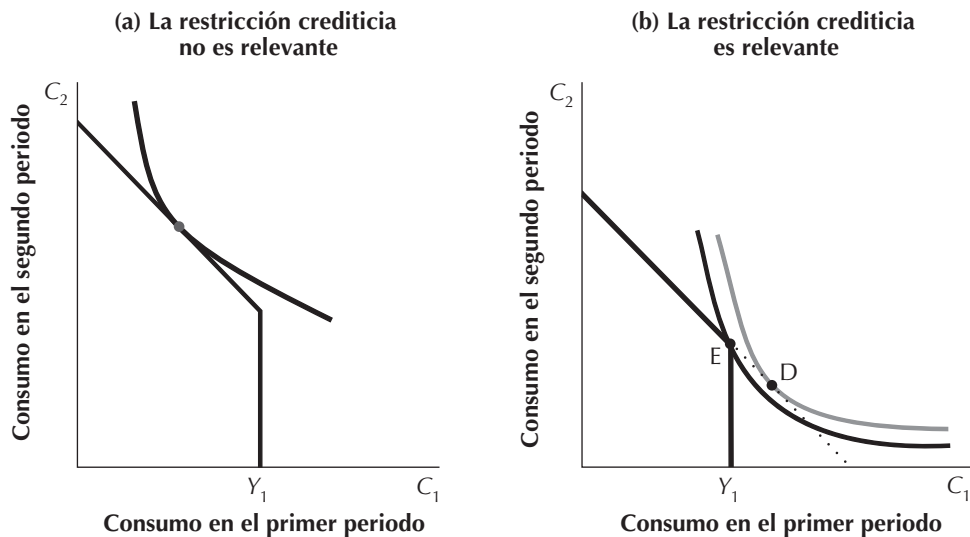 (a) La restricción crediticia
no es relevante
C2
Consumo en el segundo periodo
Y1
C1
Consumo en el primer periodo
(b) La restricción crediticia
es relevante
C2
Consumo en el segundo periodo
E
D
Y1
C1
Consumo en el primer periodo